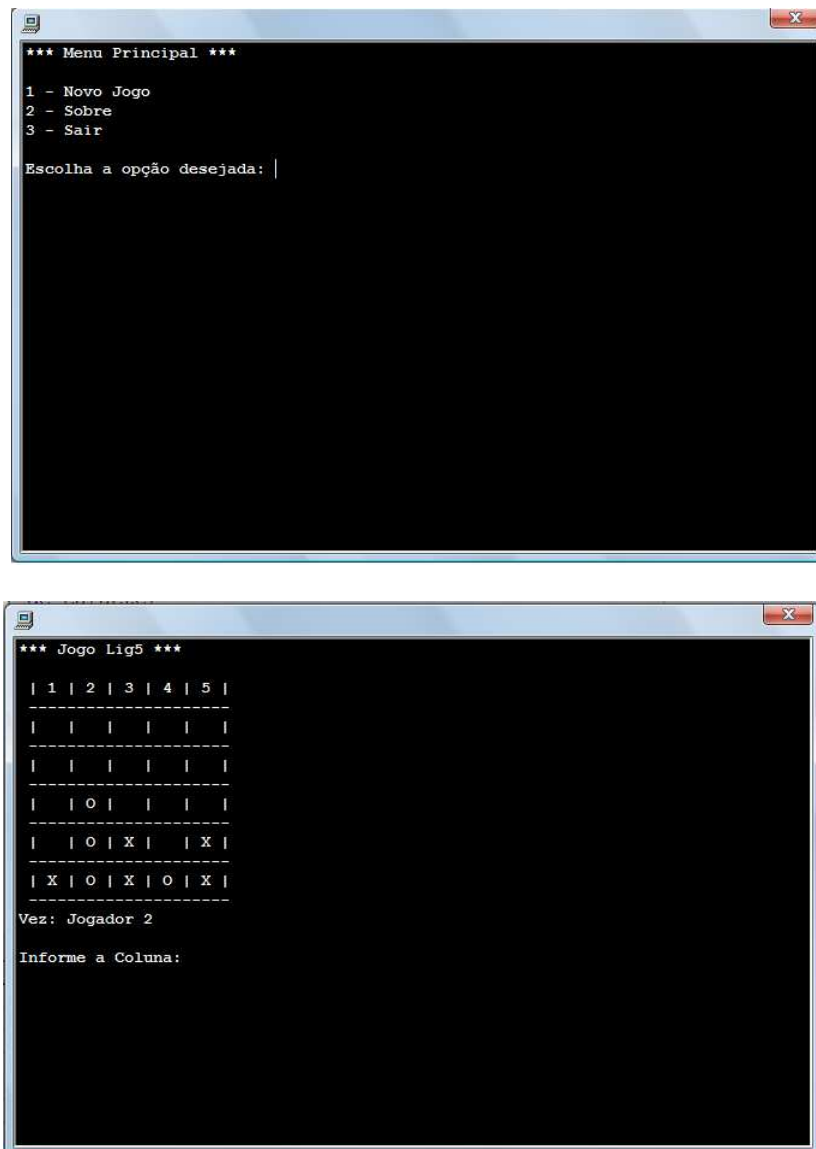 *** Menu Principal ***
1 - Novo Jogo
2 - Sobre
3 - Sair
Escolha a opção desejada:
*** Jogo Lig5 ***
| 1 | 2 | 3 | 4 | 5 |
---------------------
|   |   |   |   |   |
---------------------
|   |   |   |   |   |
---------------------
|   | O |   |   |   |
---------------------
|   | O | X |   | X |
---------------------
| X | O | X | O | X |
---------------------
Vez: Jogador 2
Informe a Coluna: